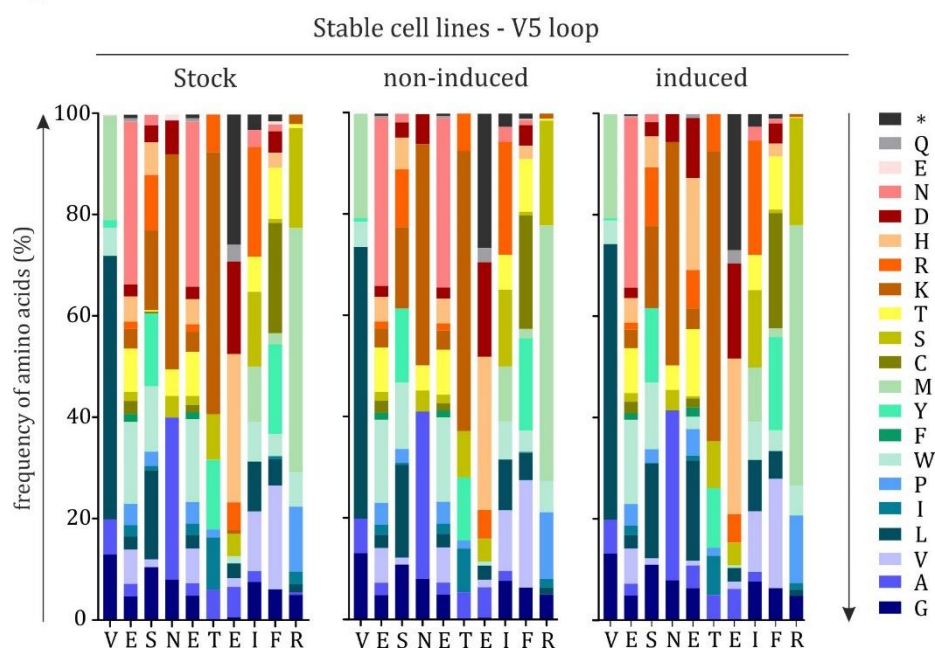 Stable cell lines - V5 loop
Stock
non-induced
induced
frequency of amino acids (%)
100
80
60
40
20
0
V E S N E T E I F R
V E S N E T E I F R
V E S N E T E I F R
*
Q
E
N
D
H
R
K
T
S
C
M
Y
F
W
P
I
L
V
A
G